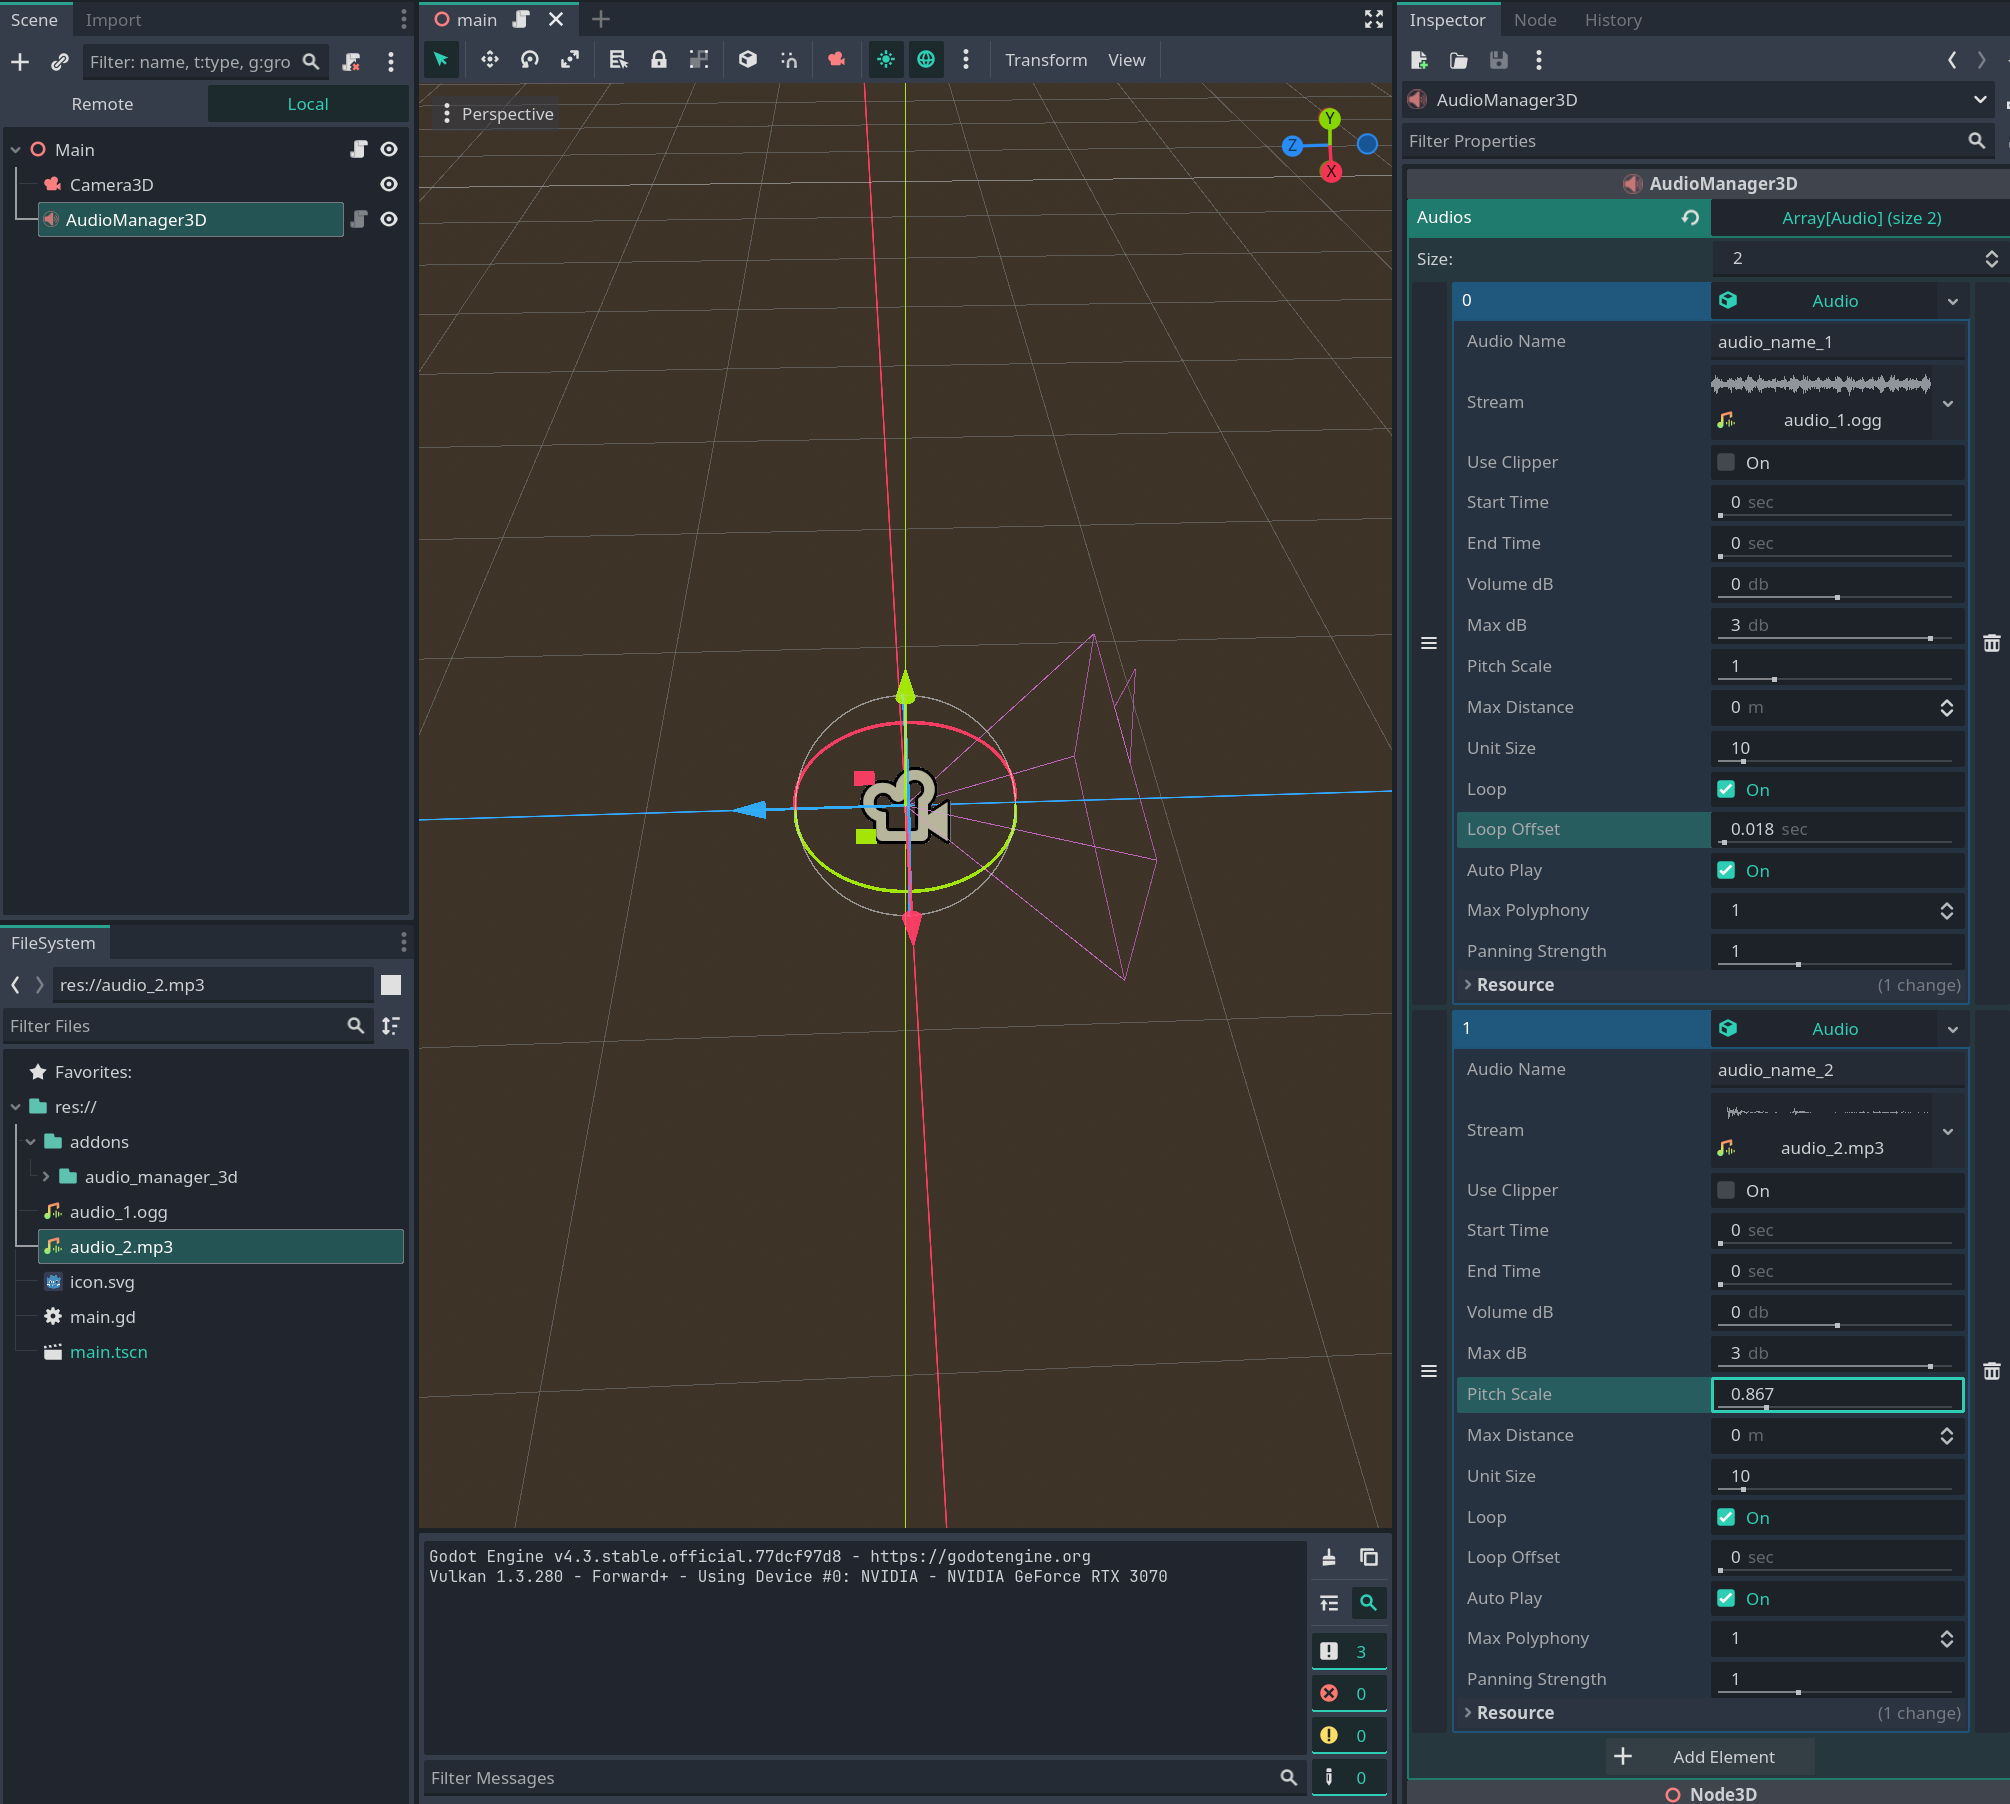 Scene
Import
Filter: name, t:type, g:gro
Remote
Local
Main
Camera3D
AudioManager3D
FileSystem
res://audio_2.mp3
Filter Files
Favorites:
res://
addons
audio_manager_3d
audio_1.ogg
audio_2.mp3
icon.svg
main.gd
main.tscn
main
Transform
View
Perspective
Y
Z
X
Godot Engine v4.3.stable.official.77dcf97d8 - https://godotengine.org
Vulkan 1.3.280 - Forward+ - Using Device #0: NVIDIA - NVIDIA GeForce RTX 3070
3
0
0
0
Filter Messages
Inspector
Node
History
AudioManager3D
Filter Properties
AudioManager3D
Audios
Array[Audio] (size 2)
Size:
2
0
Audio
Audio Name
audio_name_1
Stream
audio_1.ogg
Use Clipper
On
Start Time
0 sec
End Time
0 sec
Volume dB
0 db
Max dB
3 db
Pitch Scale
1
Max Distance
0 m
Unit Size
10
Loop
On
Loop Offset
0.018 sec
Auto Play
On
Max Polyphony
1
Panning Strength
1
Resource
(1 change)
1
Audio
Audio Name
audio_name_2
Stream
audio_2.mp3
Use Clipper
On
Start Time
0 sec
End Time
0 sec
Volume dB
0 db
Max dB
3 db
Pitch Scale
0.867
Max Distance
0 m
Unit Size
10
Loop
On
Loop Offset
0 sec
Auto Play
On
Max Polyphony
1
Panning Strength
1
Resource
(1 change)
Add Element
Node3D